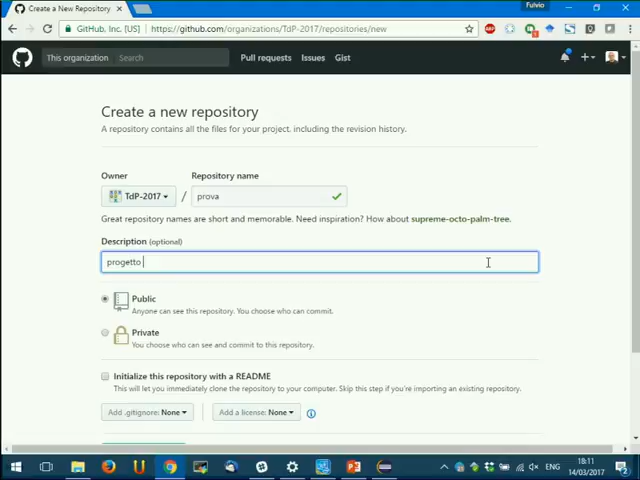 Create a New Repository
Fulvio
GitHub, Inc. [US] https://github.com/organizations/TdP-2017/repositories/new
This organization Search Pull requests Issues Gist
Create a new repository
A repository contains all the files for your project, including the revision history.
Owner Repository name
TdP-2017 / prova
Great repository names are short and memorable. Need inspiration? How about supreme-octo-palm-tree.
Description (optional)
progetto
Public
Anyone can see this repository. You choose who can commit.
Private
You choose who can see and commit to this repository.
Initialize this repository with a README
This will let you immediately clone the repository to your computer. Skip this step if you're importing an existing repository.
Add .gitignore: None Add a license: None
ENG 18:11
14/03/2017